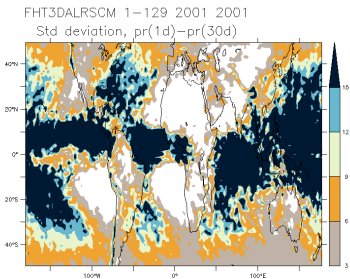 FHT3DALRSCM 1-129 2001 2001
Std deviation, pr(1d)-pr(30d)
40°N
20°N
0°
20°S
40°S
100°W
0°
100°E
15
12
9
6
3